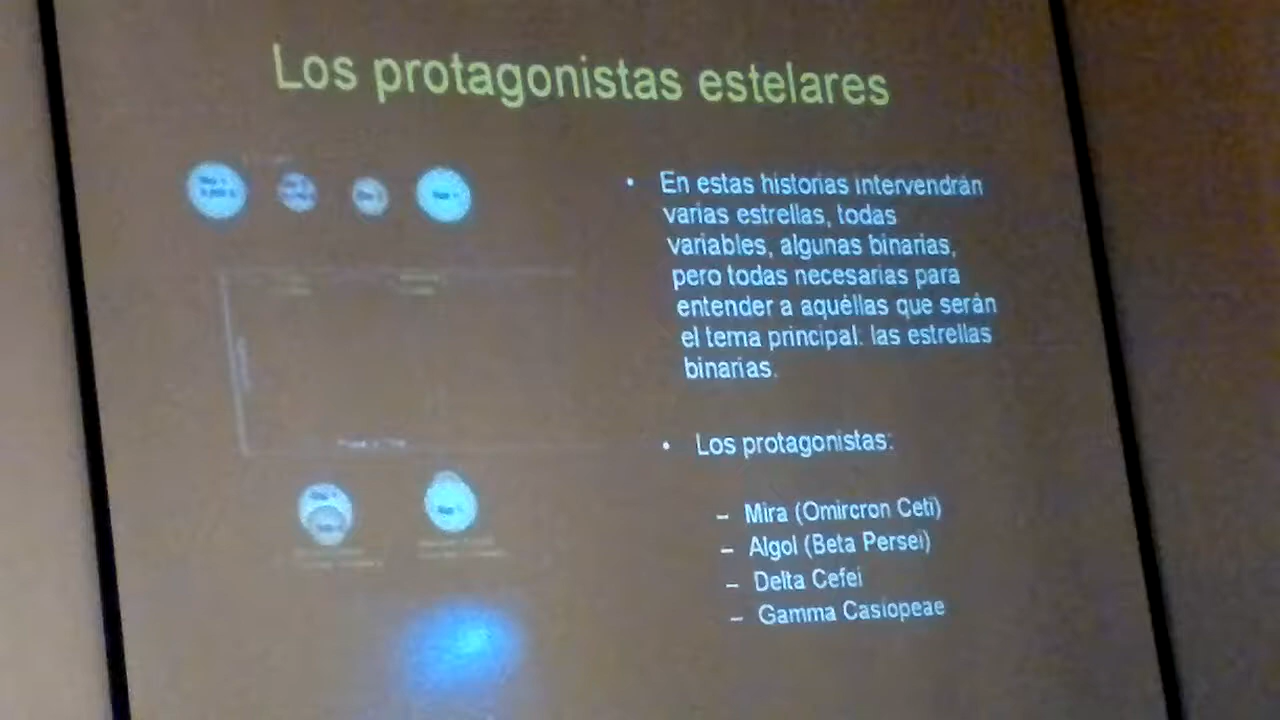 Los protagonistas estelares
• En estas historias intervendrán
varias estrellas, todas
variables, algunas binarias,
pero todas necesarias para
entender a aquéllas que serán
el tema principal: las estrellas
binarias.
• Los protagonistas:
– Mira (Omircron Ceti)
– Algol (Beta Persei)
– Delta Cefei
– Gamma Casiopeae